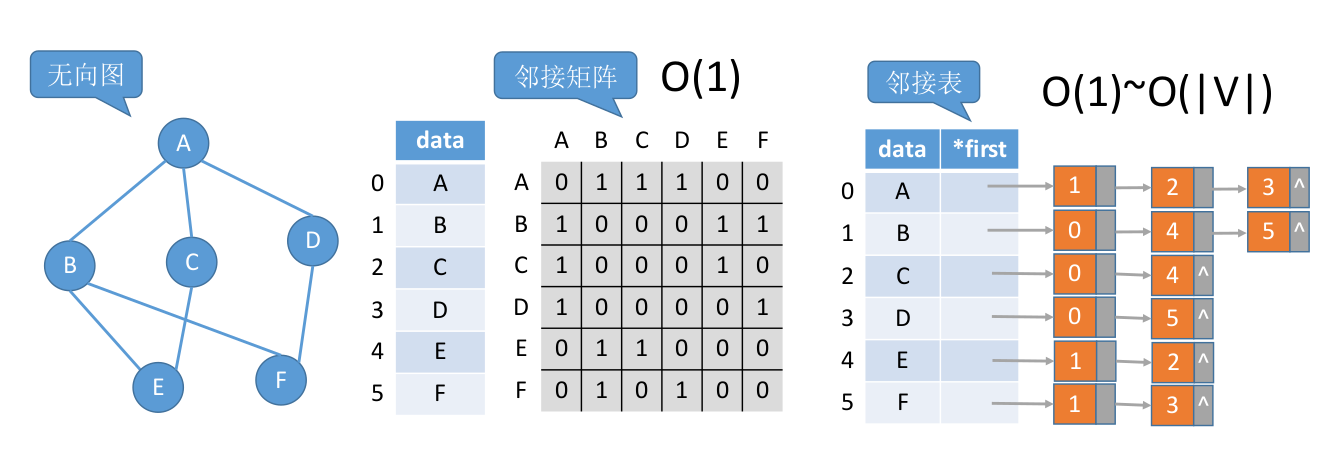 无向图
A
B
C
D
E
F
data
0 A
1 B
2 C
3 D
4 E
5 F
邻接矩阵 O(1)
A B C D E F
A 0 1 1 1 0 0
B 1 0 0 0 1 1
C 1 0 0 0 1 0
D 1 0 0 0 0 1
E 0 1 1 0 0 0
F 0 1 0 1 0 0
邻接表 O(1)~O(|V|)
data *first
0 A 1 2 3 ^
1 B 0 4 5 ^
2 C 0 4 ^
3 D 0 5 ^
4 E 1 2 ^
5 F 1 3 ^